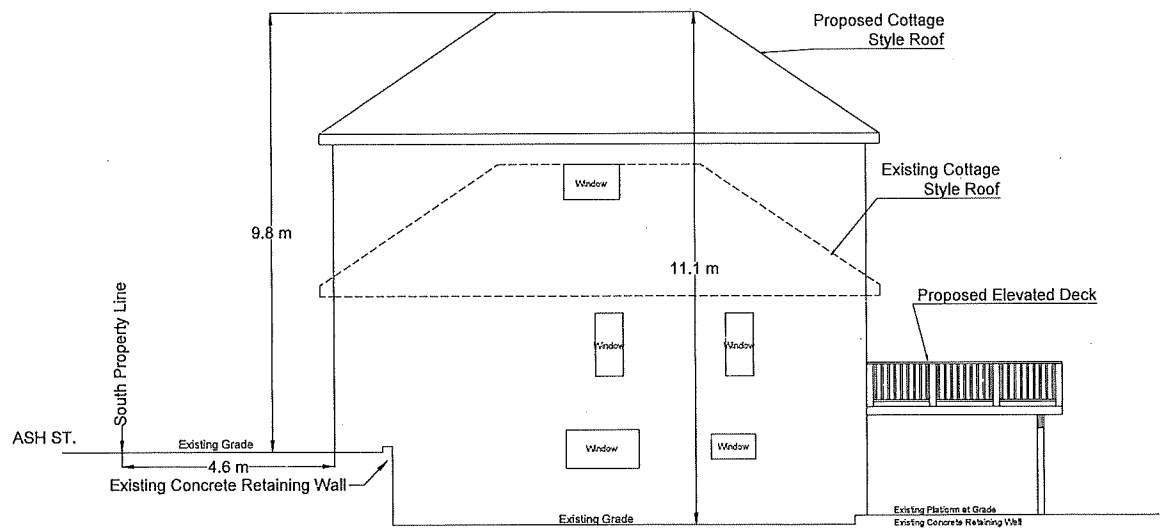 Proposed Cottage
Style Roof
Window
Existing Cottage
Style Roof
9.8 m
11.1 m
Proposed Elevated Deck
South Property Line
Window
Window
ASH ST.
Existing Grade
Window
Window
4.6 m
Existing Concrete Retaining Wall
Existing Grade
Existing Platform at Grade
Existing Concrete Retaining Wall